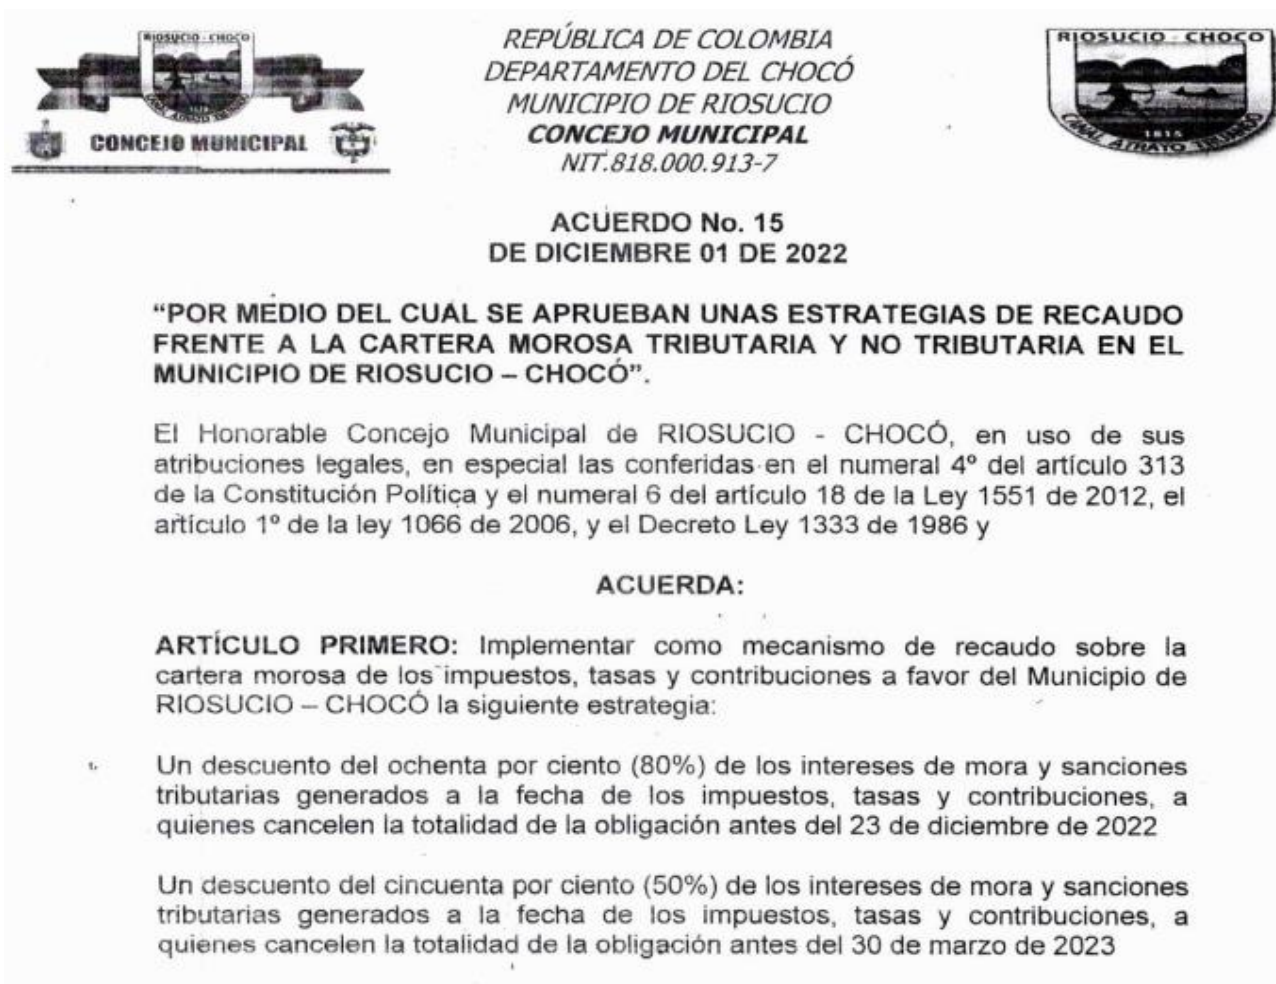 RIOSUCIO - CHOCO
CONCEJO MUNICIPAL
REPÚBLICA DE COLOMBIA
DEPARTAMENTO DEL CHOCÓ
MUNICIPIO DE RIOSUCIO
CONCEJO MUNICIPAL
NIT.818.000.913-7
RIOSUCIO - CHOCO
1815
CANAL ATRATO TRUANDO
ACUERDO No. 15
DE DICIEMBRE 01 DE 2022
“POR MEDIO DEL CUAL SE APRUEBAN UNAS ESTRATEGIAS DE RECAUDO
FRENTE A LA CARTERA MOROSA TRIBUTARIA Y NO TRIBUTARIA EN EL
MUNICIPIO DE RIOSUCIO – CHOCÓ”.
El Honorable Concejo Municipal de RIOSUCIO - CHOCÓ, en uso de sus
atribuciones legales, en especial las conferidas en el numeral 4º del artículo 313
de la Constitución Política y el numeral 6 del artículo 18 de la Ley 1551 de 2012, el
artículo 1º de la ley 1066 de 2006, y el Decreto Ley 1333 de 1986 y
ACUERDA:
ARTÍCULO PRIMERO: Implementar como mecanismo de recaudo sobre la
cartera morosa de los impuestos, tasas y contribuciones a favor del Municipio de
RIOSUCIO – CHOCÓ la siguiente estrategia:
Un descuento del ochenta por ciento (80%) de los intereses de mora y sanciones
tributarias generados a la fecha de los impuestos, tasas y contribuciones, a
quienes cancelen la totalidad de la obligación antes del 23 de diciembre de 2022
Un descuento del cincuenta por ciento (50%) de los intereses de mora y sanciones
tributarias generados a la fecha de los impuestos, tasas y contribuciones, a
quienes cancelen la totalidad de la obligación antes del 30 de marzo de 2023